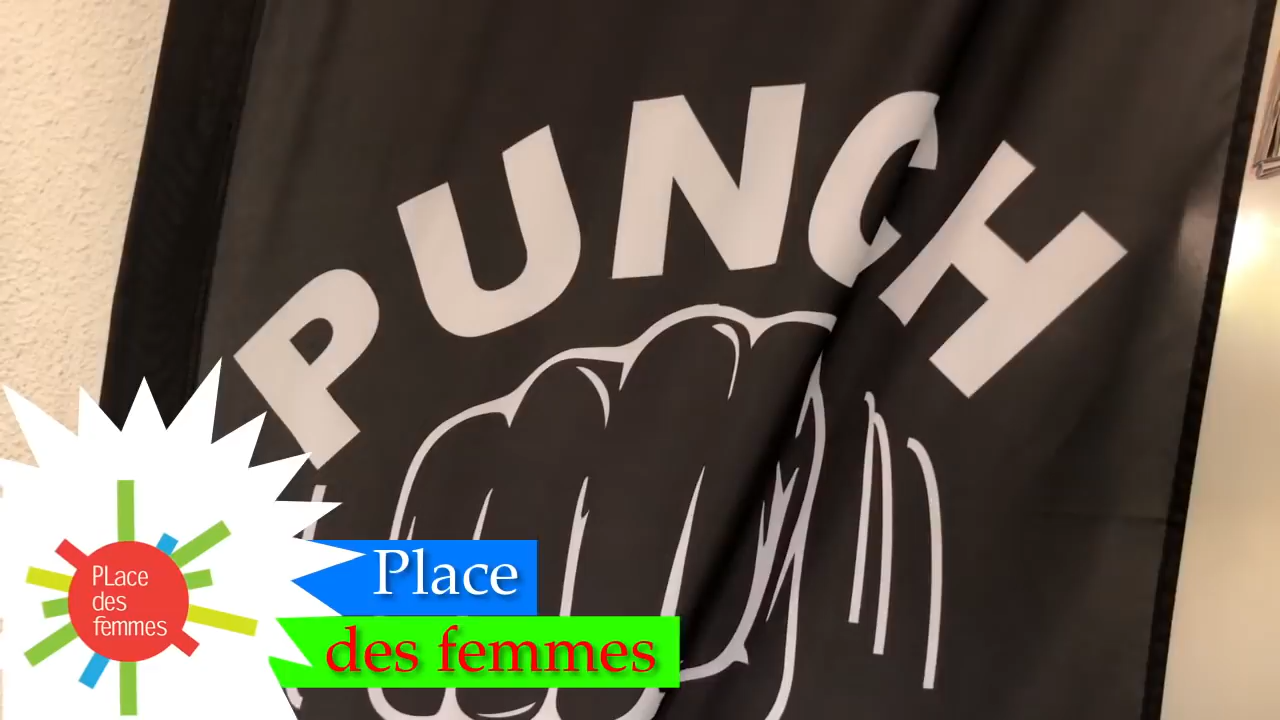 PUNCH
Place
des femmes
PLace
des
femmes